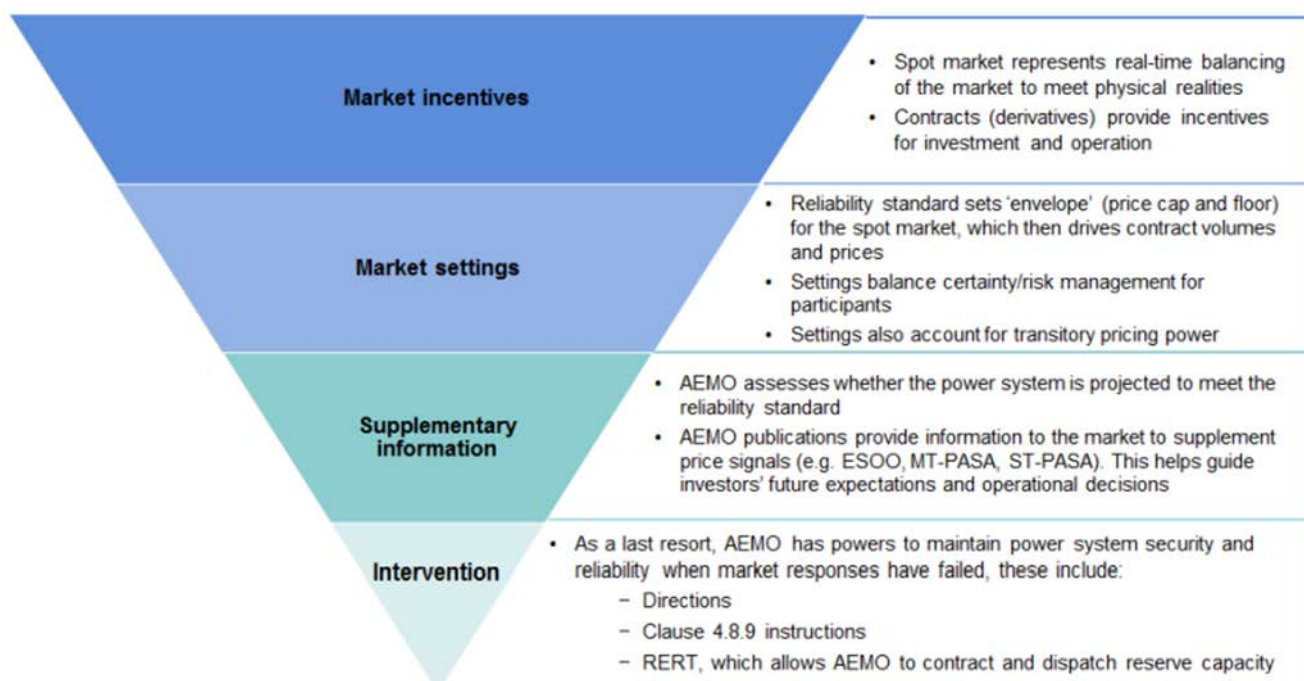 Market incentives
• Spot market represents real-time balancing
of the market to meet physical realities
• Contracts (derivatives) provide incentives
for investment and operation
Market settings
• Reliability standard sets ‘envelope’ (price cap and floor)
for the spot market, which then drives contract volumes
and prices
• Settings balance certainty/risk management for
participants
• Settings also account for transitory pricing power
Supplementary
information
• AEMO assesses whether the power system is projected to meet the
reliability standard
• AEMO publications provide information to the market to supplement
price signals (e.g. ESOO, MT-PASA, ST-PASA). This helps guide
investors’ future expectations and operational decisions
Intervention
• As a last resort, AEMO has powers to maintain power system security and
reliability when market responses have failed, these include:
– Directions
– Clause 4.8.9 instructions
– RERT, which allows AEMO to contract and dispatch reserve capacity